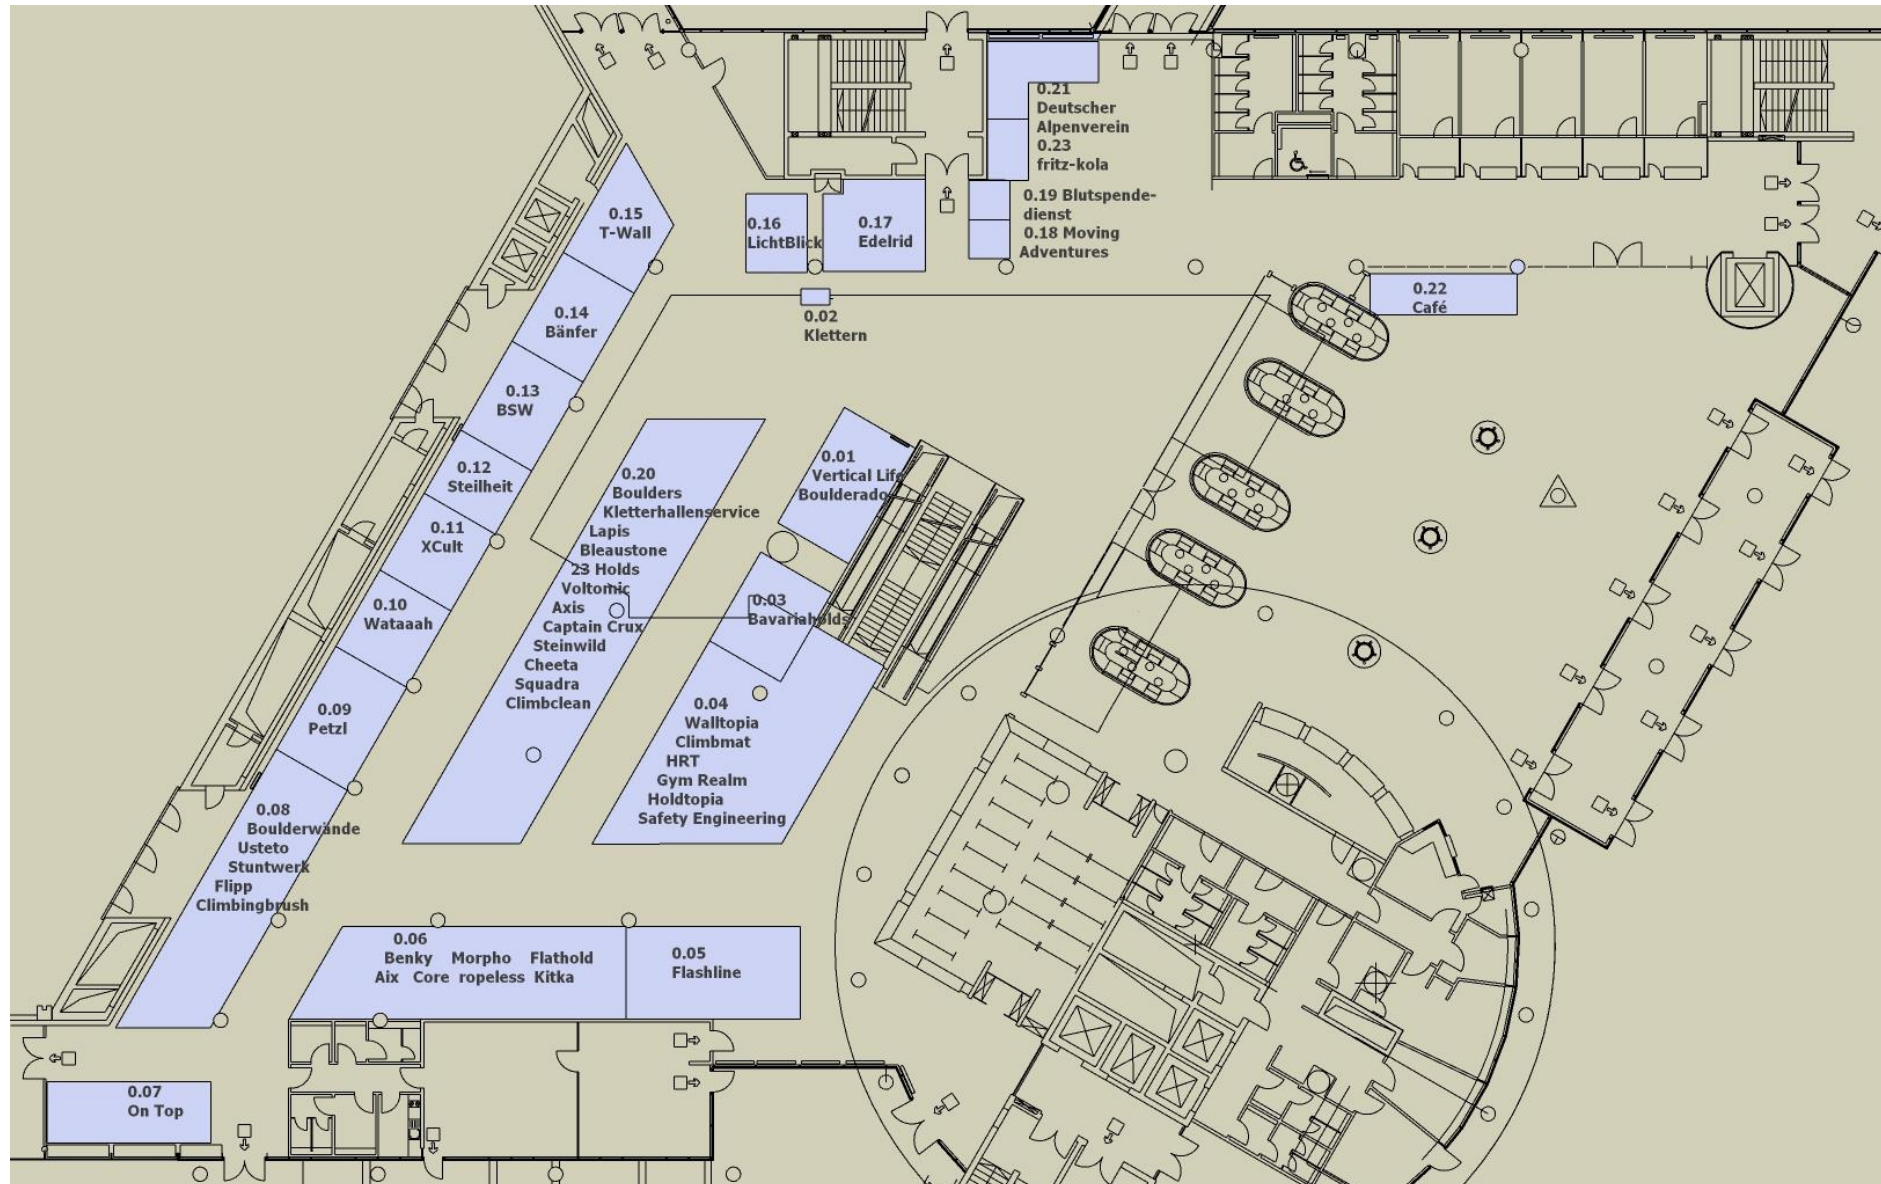 0.21
Deutscher
Alpenverein
0.23
fritz-kola
0.19 Blutspende-
dienst
0.18 Moving
Adventures
0.15
T-Wall
0.16
LichtBlick
0.17
Edelrid
0.22
Café
0.02
Klettern
0.14
Bänfer
0.13
BSW
0.12
Steilheit
0.11
XCult
0.10
Wataaah
0.09
Petzl
0.08
Boulderwände
Usteto
Stuntwerk
Flipp
Climbingbrush
0.20
Boulders
Kletterhallenservice
Lapis
Bleaustone
23 Holds
Voltomic
Axis
Captain Crux
Steinwild
Cheeta
Squadra
Climbclean
0.01
Vertical Life
Boulderado
0.03
Bavariaholds
0.04
Walltopia
Climbmat
HRT
Gym Realm
Holdtopia
Safety Engineering
0.06
Benky Morpho Flathold
Aix Core ropeless Kitka
0.05
Flashline
0.07
On Top